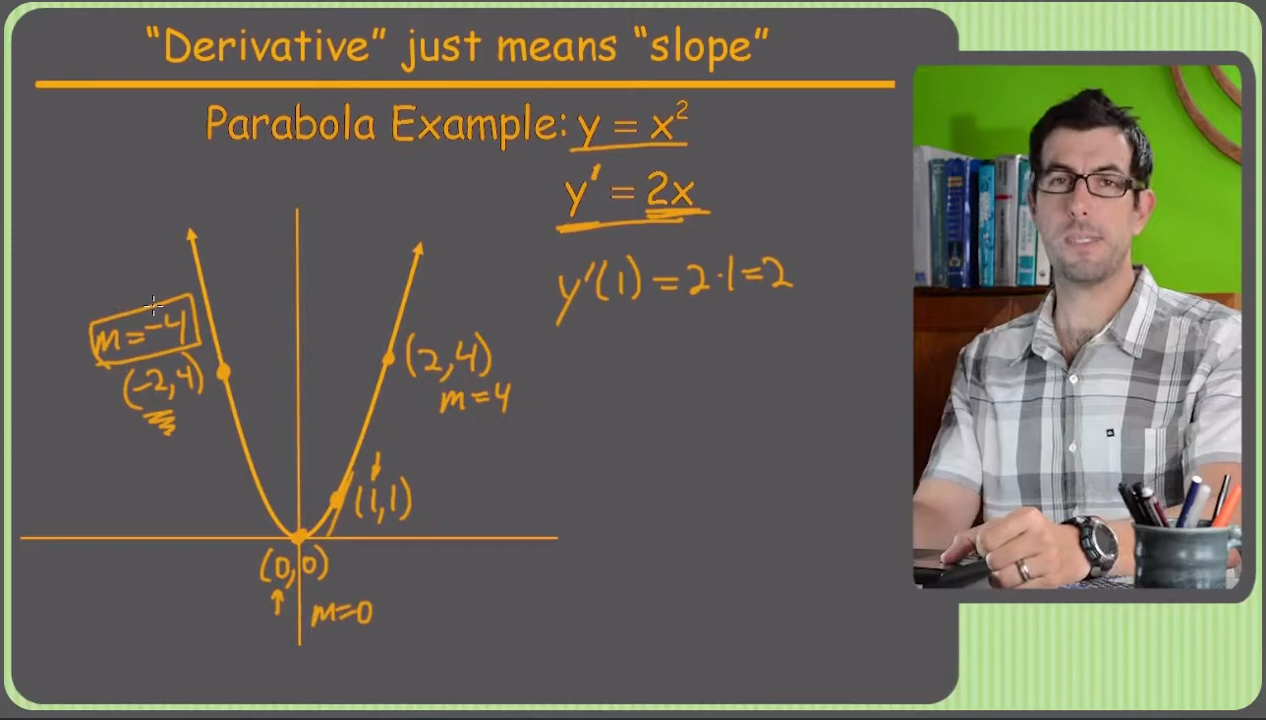 “Derivative” just means “slope”
Parabola Example: y = x²
y' = 2x
y'(1) = 2·1=2
m=-4
(-2,4)
(2,4)
m=4
(1,1)
(0,0)
m=0